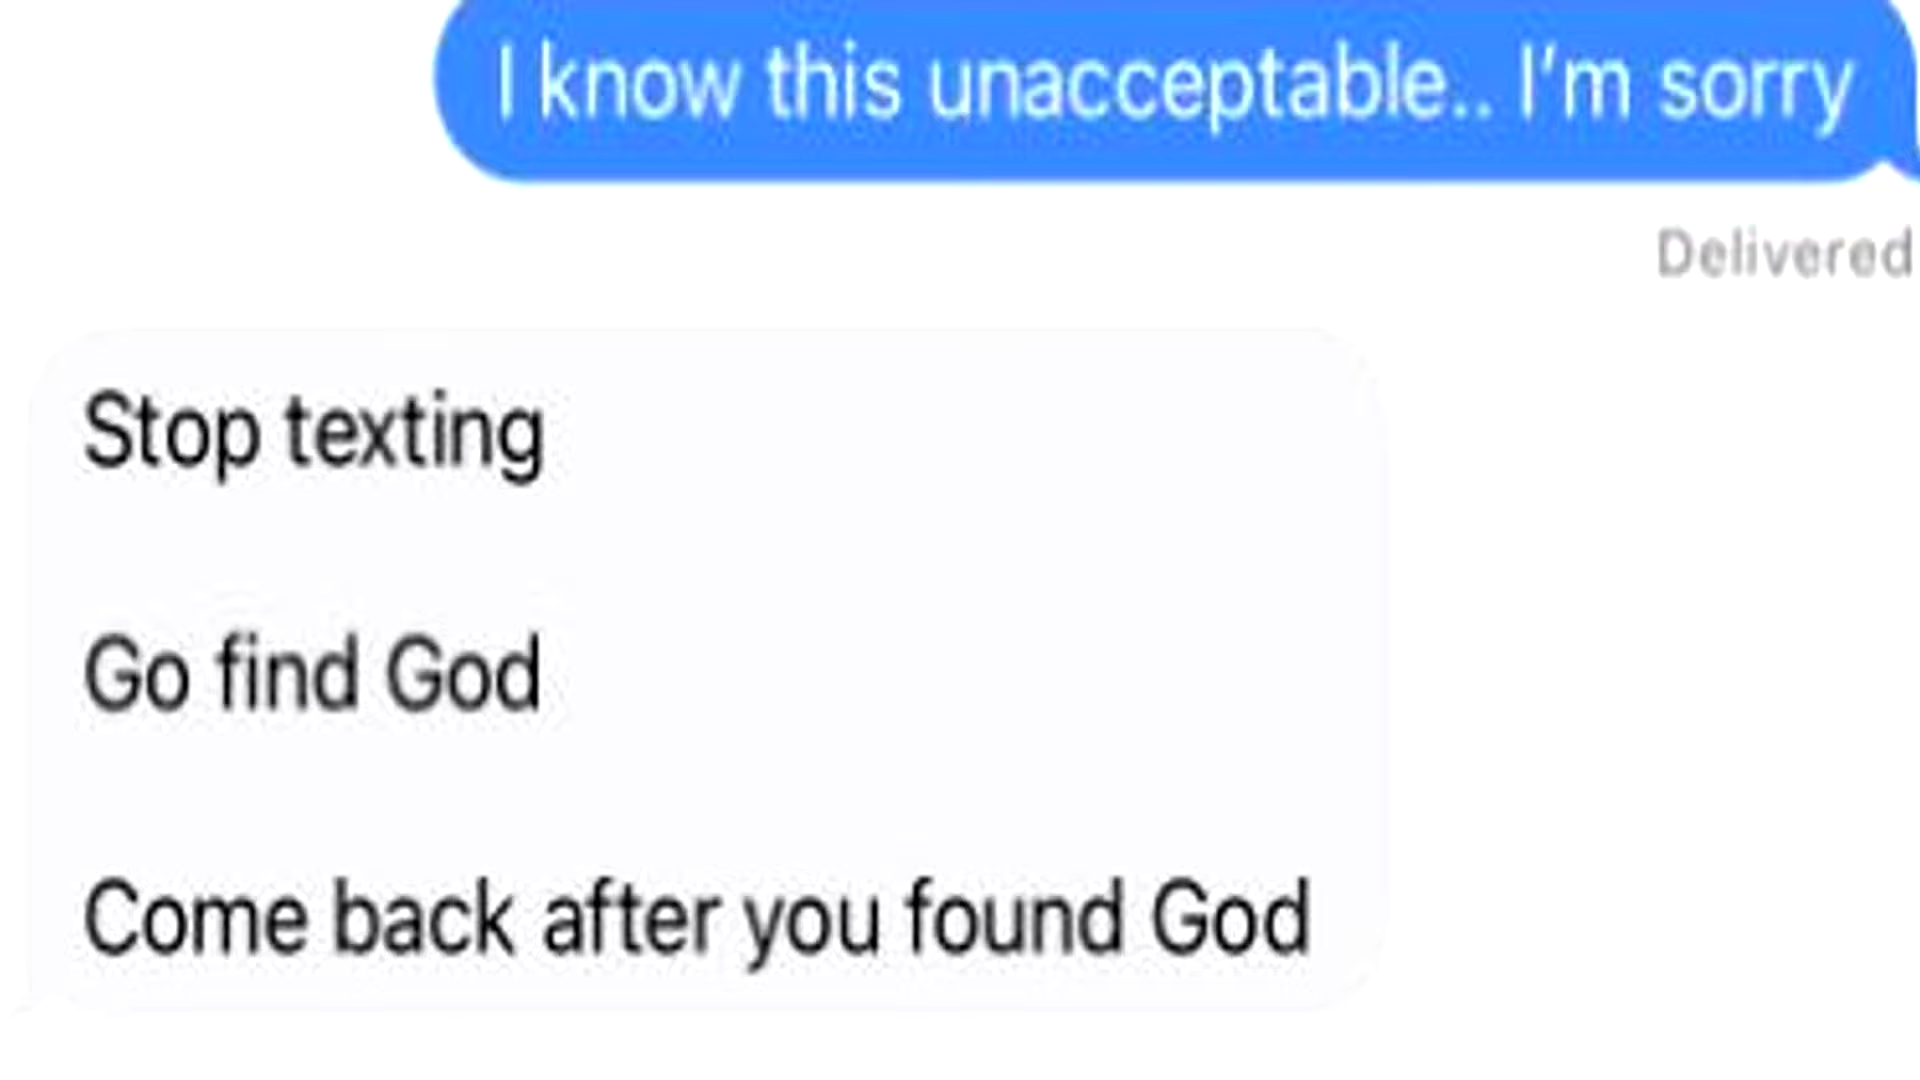 I know this unacceptable.. I'm sorry
Delivered
Stop texting
Go find God
Come back after you found God